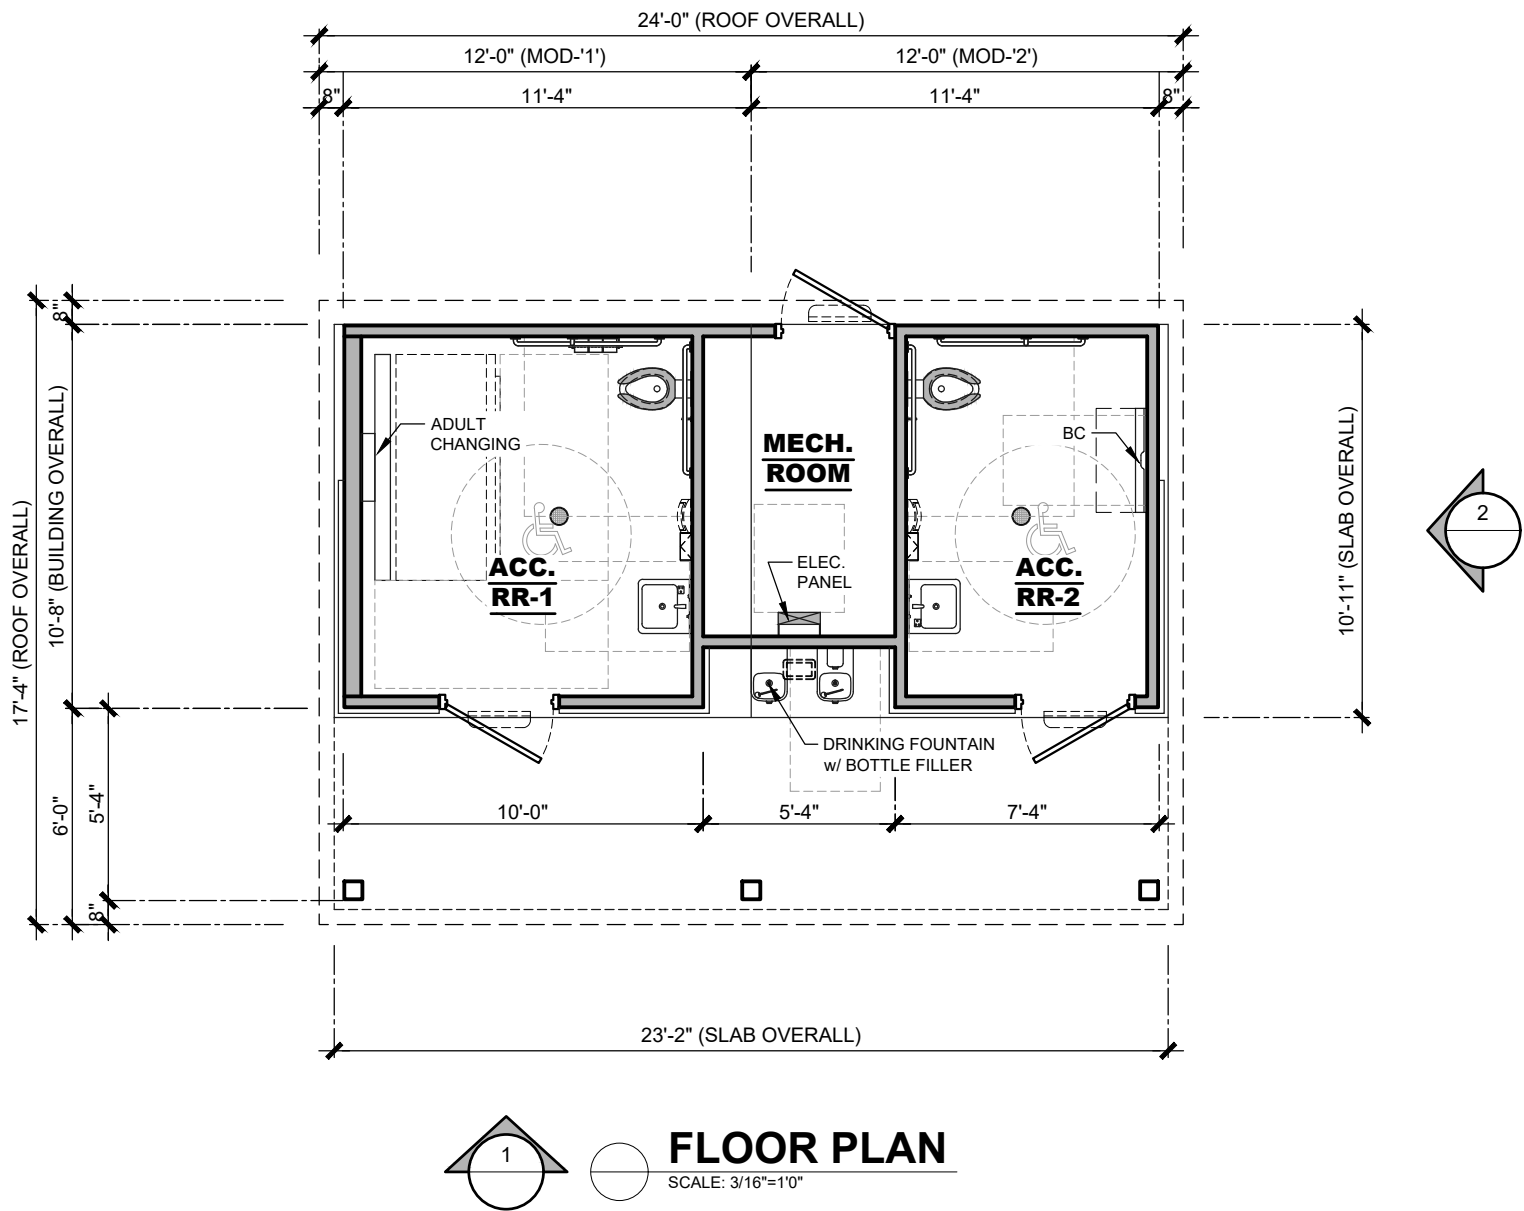 24'-0" (ROOF OVERALL)
12'-0" (MOD-'1')
12'-0" (MOD-'2')
8"
11'-4"
11'-4"
8"
8"
17'-4" (ROOF OVERALL)
10'-8" (BUILDING OVERALL)
6'-0"
5'-4"
8"
ADULT
CHANGING
MECH.
ROOM
BC
ELEC.
PANEL
ACC.
RR-1
ACC.
RR-2
10'-11" (SLAB OVERALL)
2
DRINKING FOUNTAIN
w/ BOTTLE FILLER
10'-0"
5'-4"
7'-4"
23'-2" (SLAB OVERALL)
1
FLOOR PLAN
SCALE: 3/16"=1'0"